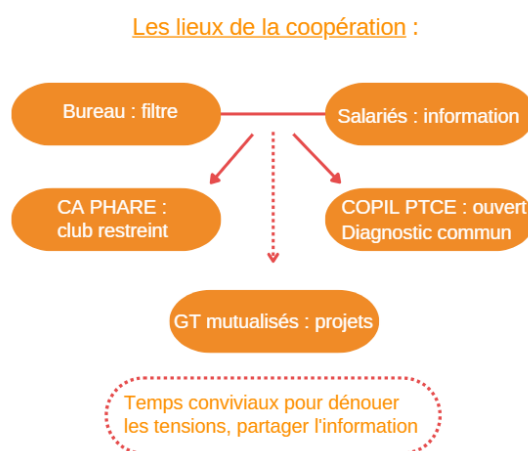 Les lieux de la coopération :
Bureau : filtre
Salariés : information
CA PHARE :
club restreint
COPIL PTCE : ouvert
Diagnostic commun
GT mutualisés : projets
Temps conviviaux pour dénouer
les tensions, partager l'information